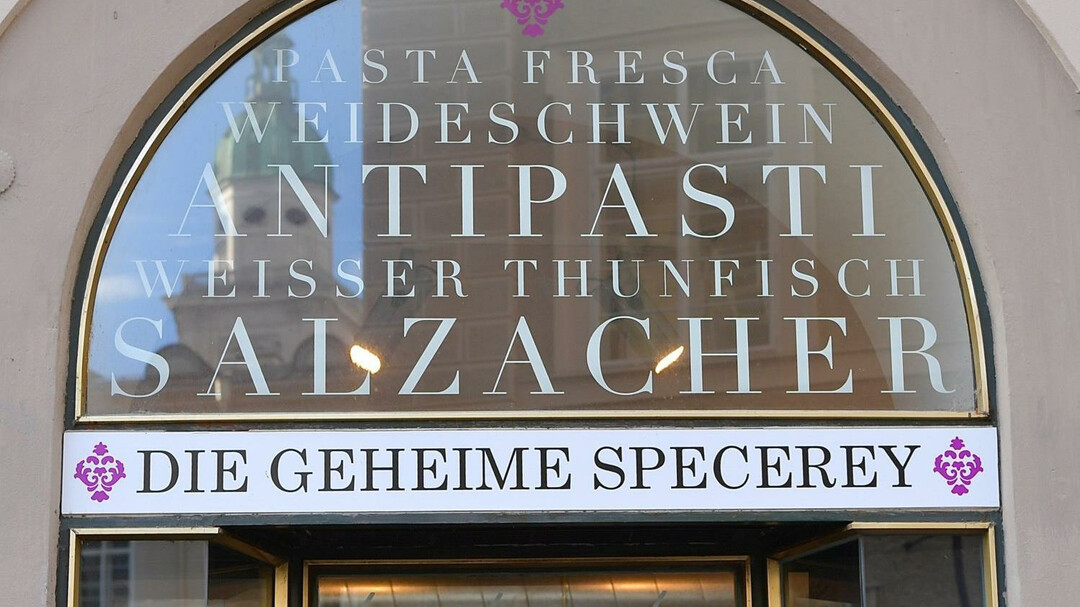 PASTA FRESCA
WEIDESCHWEIN
ANTIPASTI
WEISSER THUNFISCH
SALZACHER
DIE GEHEIME SPECEREY